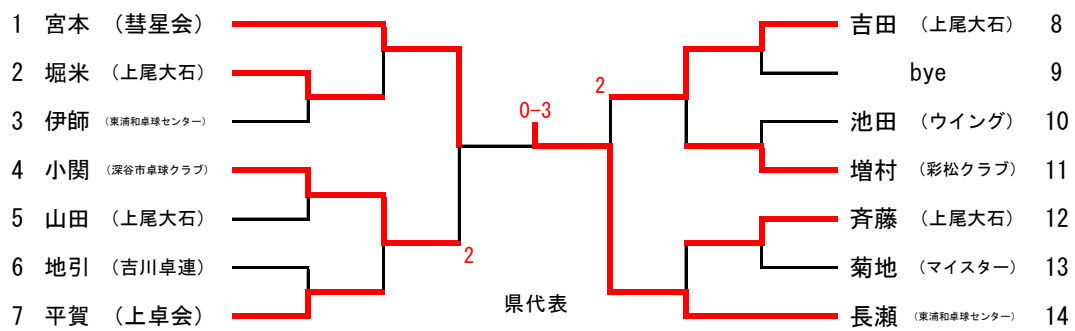 1 宮本 (彗星会)
2 堀米 (上尾大石)
3 伊師 (東浦和卓球センター)
4 小関 (深谷市卓球クラブ)
5 山田 (上尾大石)
6 地引 (吉川卓連)
7 平賀 (上卓会)
2
0-3
2
県代表
吉田 (上尾大石) 8
bye 9
池田 (ウイング) 10
増村 (彩松クラブ) 11
斉藤 (上尾大石) 12
菊地 (マイスター) 13
長瀬 (東浦和卓球センター) 14